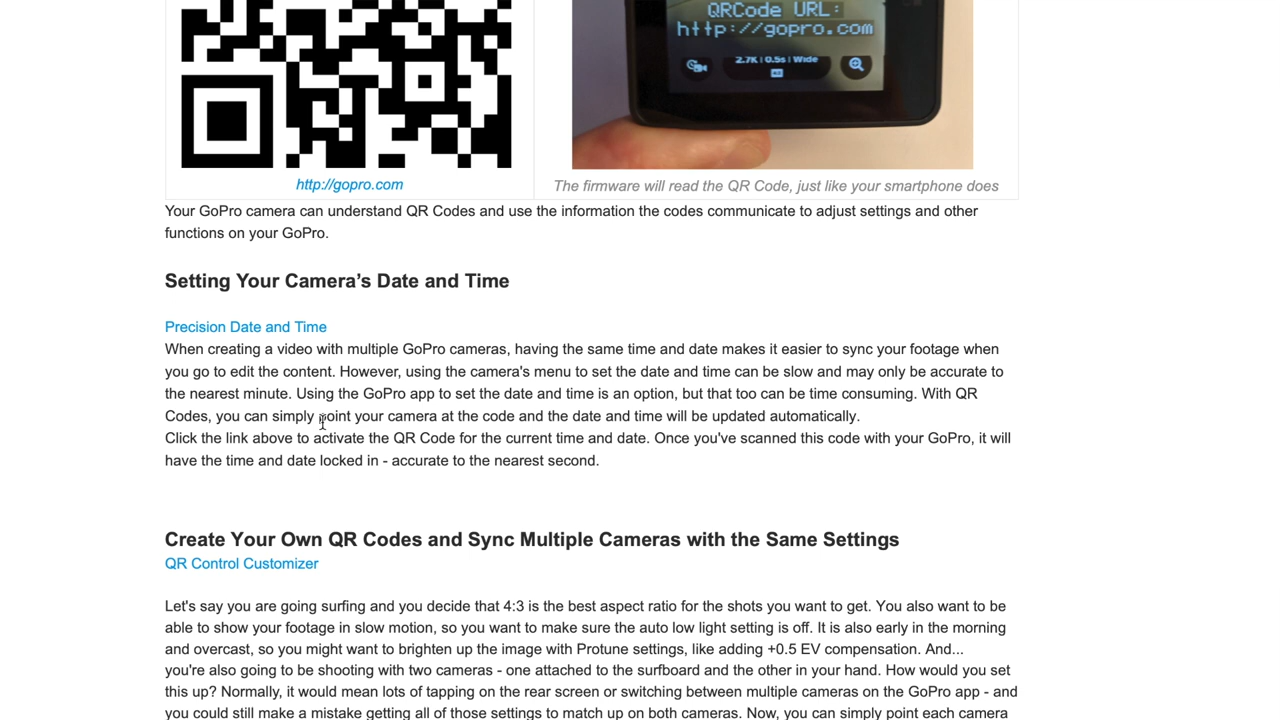 QRCode URL:
http://gopro.com
2.7K | 0.5s | Wide
http://gopro.com
The firmware will read the QR Code, just like your smartphone does
Your GoPro camera can understand QR Codes and use the information the codes communicate to adjust settings and other
functions on your GoPro.
Setting Your Camera’s Date and Time
Precision Date and Time
When creating a video with multiple GoPro cameras, having the same time and date makes it easier to sync your footage when
you go to edit the content. However, using the camera's menu to set the date and time can be slow and may only be accurate to
the nearest minute. Using the GoPro app to set the date and time is an option, but that too can be time consuming. With QR
Codes, you can simply point your camera at the code and the date and time will be updated automatically.
Click the link above to activate the QR Code for the current time and date. Once you've scanned this code with your GoPro, it will
have the time and date locked in - accurate to the nearest second.
Create Your Own QR Codes and Sync Multiple Cameras with the Same Settings
QR Control Customizer
Let's say you are going surfing and you decide that 4:3 is the best aspect ratio for the shots you want to get. You also want to be
able to show your footage in slow motion, so you want to make sure the auto low light setting is off. It is also early in the morning
and overcast, so you might want to brighten up the image with Protune settings, like adding +0.5 EV compensation. And...
you're also going to be shooting with two cameras - one attached to the surfboard and the other in your hand. How would you set
this up? Normally, it would mean lots of tapping on the rear screen or switching between multiple cameras on the GoPro app - and
you could still make a mistake getting all of those settings to match up on both cameras. Now, you can simply point each camera